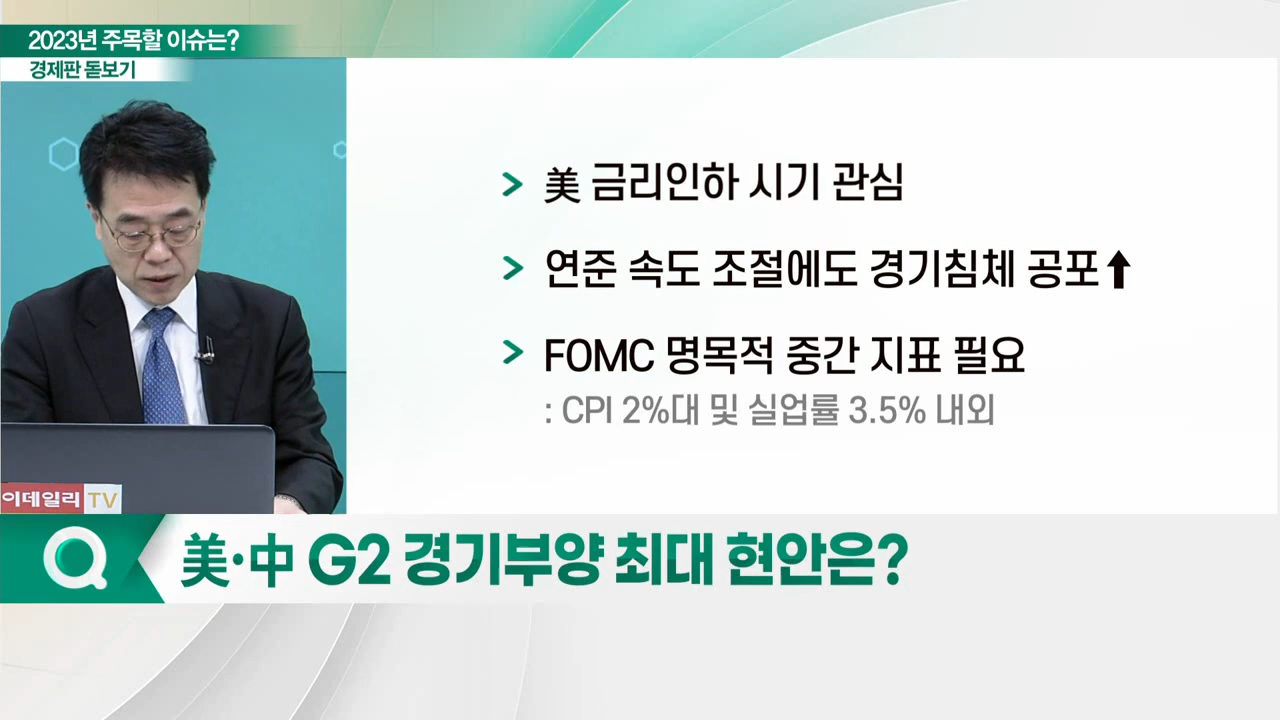 2023년 주목할 이슈는?
경제판 돋보기
> 美 금리인하 시기 관심
> 연준 속도 조절에도 경기침체 공포↑
> FOMC 명목적 중간 지표 필요
: CPI 2%대 및 실업률 3.5% 내외
이데일리 TV
Q 美·中 G2 경기부양 최대 현안은?